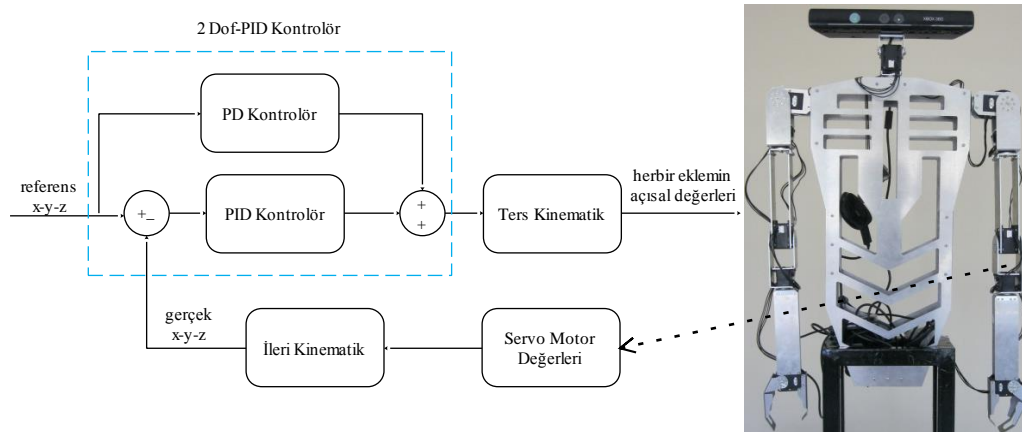 2 Dof-PID Kontrolör
PD Kontrolör
referens
x-y-z
+
–
PID Kontrolör
+
+
Ters Kinematik
herbir eklemin
açısal değerleri
gerçek
x-y-z
İleri Kinematik
Servo Motor
Değerleri
XBOX 360